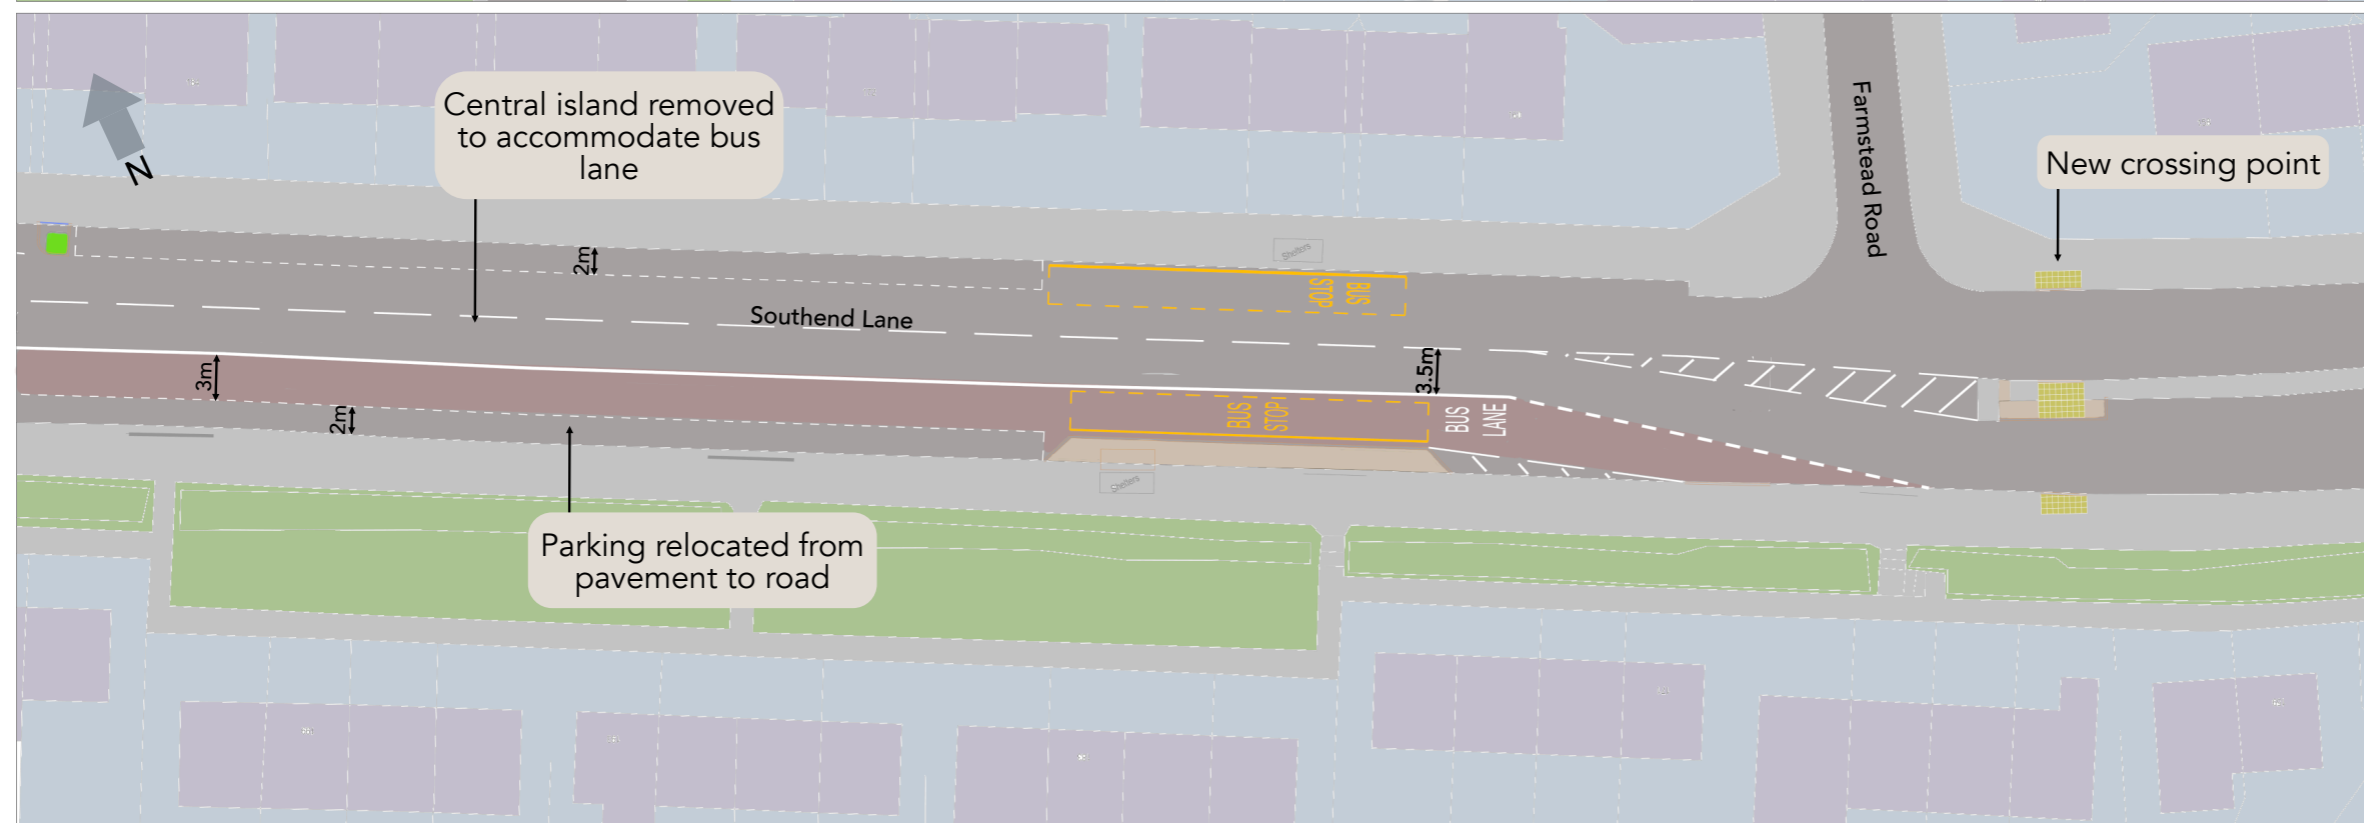 Central island removed
to accommodate bus
lane
N
Farmstead Road
New crossing point
2m
BUS
STOP
Southend Lane
3m
3.5m
2m
BUS
STOP
BUS
LANE
Parking relocated from
pavement to road